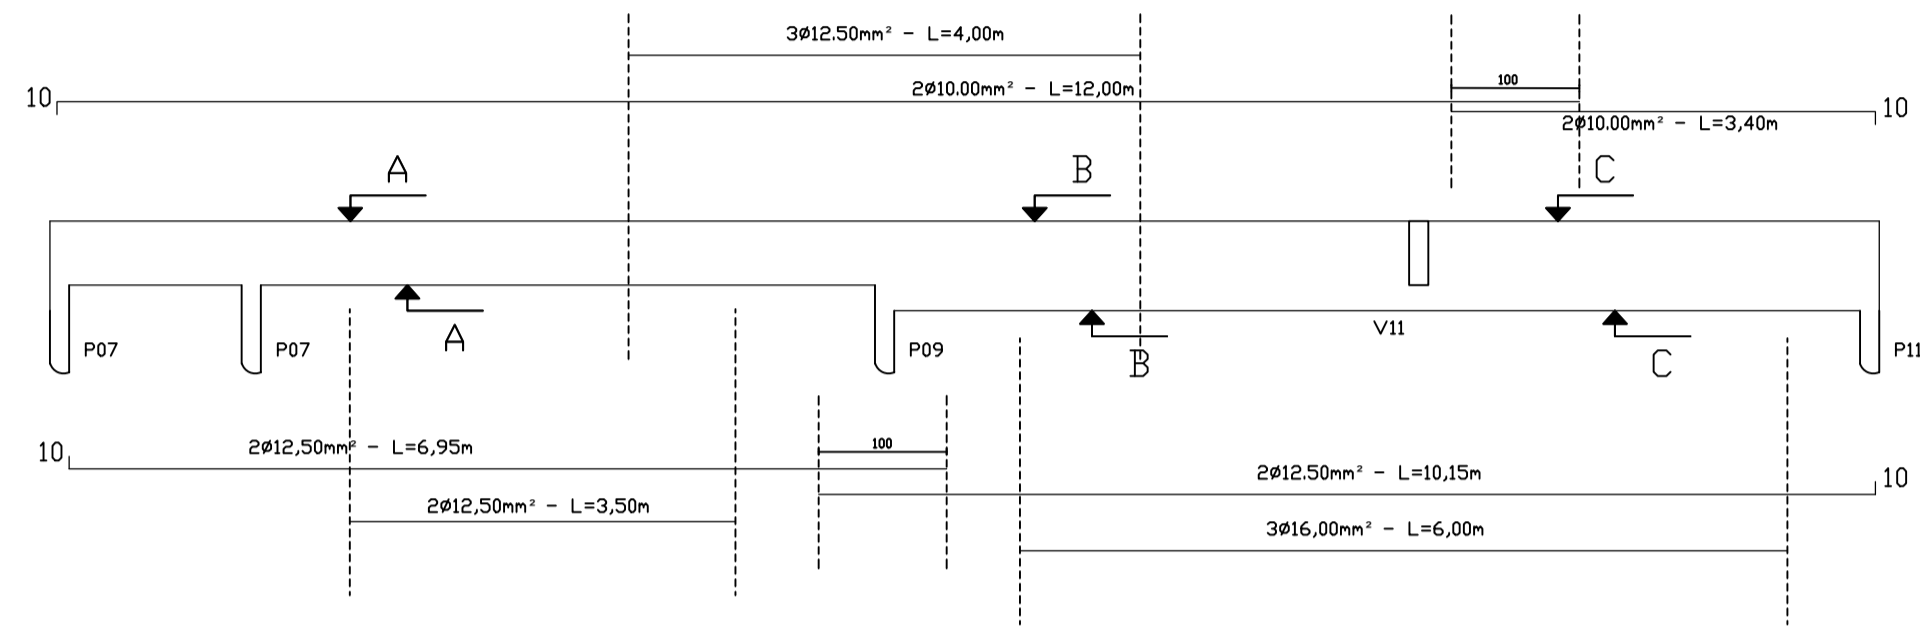 3ø12.50mm² - L=4,00m
100
2ø10.00mm² - L=12,00m
10
10
2ø10.00mm² - L=3,40m
A
B
C
V11
A
P07
P07
P09
P11
B
C
100
10
2ø12,50mm² - L=6,95m
2ø12.50mm² - L=10,15m
10
2ø12,50mm² - L=3,50m
3ø16,00mm² - L=6,00m